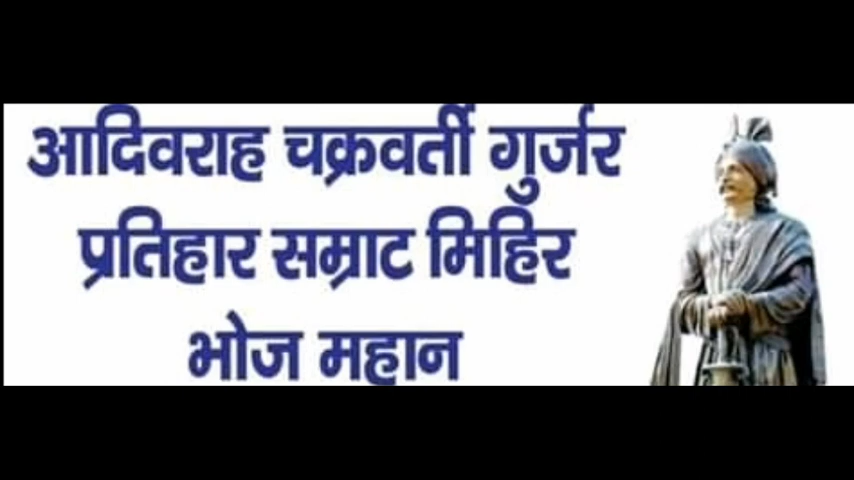 आदिवराह चक्रवर्ती गुर्जर
प्रतिहार सम्राट मिहिर
भोज महान